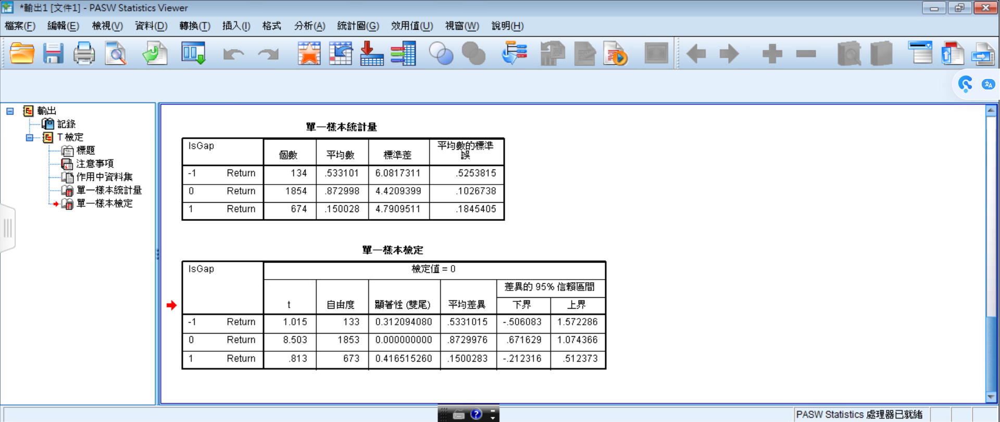 *輸出1 [文件1] - PASW Statistics Viewer
檔案(F) 編輯(E) 檢視(V) 資料(D) 轉換(T) 插入(I) 格式 分析(A) 統計圖(G) 效用值(U) 視窗(W) 說明(H)
輸出
記錄
T 檢定
標題
注意事項
作用中資料集
單一樣本統計量
單一樣本檢定
單一樣本統計量
IsGap 個數 平均數 標準差 平均數的標準誤
-1 Return 134 .533101 6.0817311 .5253815
0 Return 1854 .872998 4.4209399 .1026738
1 Return 674 .150028 4.7909511 .1845405
單一樣本檢定
IsGap 檢定值 = 0
差異的 95% 信賴區間
t 自由度 顯著性 (雙尾) 平均差異 下界 上界
-1 Return 1.015 133 0.312094080 .5331015 -.506083 1.572286
0 Return 8.503 1853 0.000000000 .8729976 .671629 1.074366
1 Return .813 673 0.416515260 .1500283 -.212316 .512373
PASW Statistics 處理器已就緒